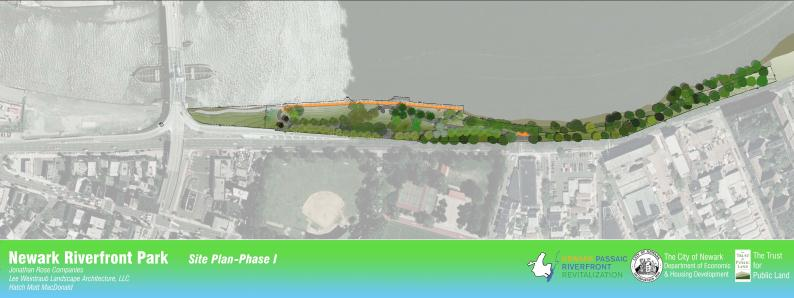 Newark Riverfront Park Site Plan-Phase I
Jonathan Rose Companies
Lee Weintraub Landscape Architecture, LLC
Hatch Mott MacDonald
NEWARK PASSAIC
RIVERFRONT
REVITALIZATION
The City of Newark
Department of Economic
& Housing Development
The Trust
for
Public Land